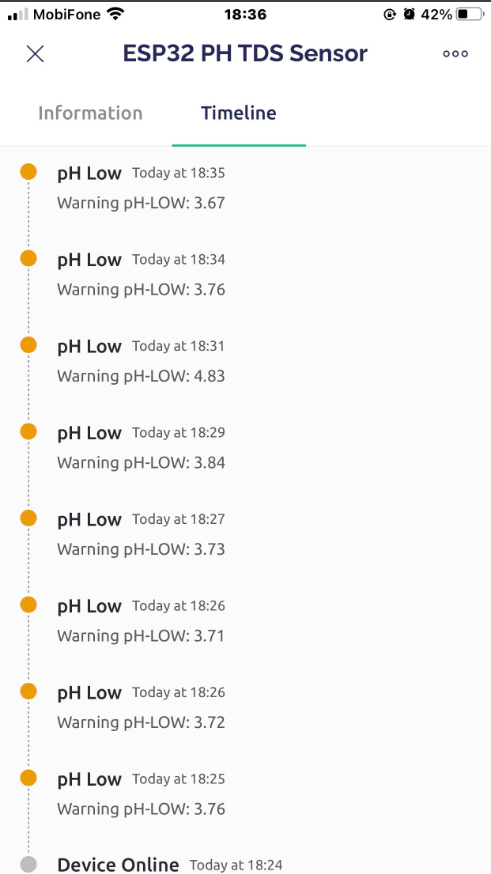 MobiFone
18:36
42%
ESP32 PH TDS Sensor
Information
Timeline
pH Low Today at 18:35
Warning pH-LOW: 3.67
pH Low Today at 18:34
Warning pH-LOW: 3.76
pH Low Today at 18:31
Warning pH-LOW: 4.83
pH Low Today at 18:29
Warning pH-LOW: 3.84
pH Low Today at 18:27
Warning pH-LOW: 3.73
pH Low Today at 18:26
Warning pH-LOW: 3.71
pH Low Today at 18:26
Warning pH-LOW: 3.72
pH Low Today at 18:25
Warning pH-LOW: 3.76
Device Online Today at 18:24